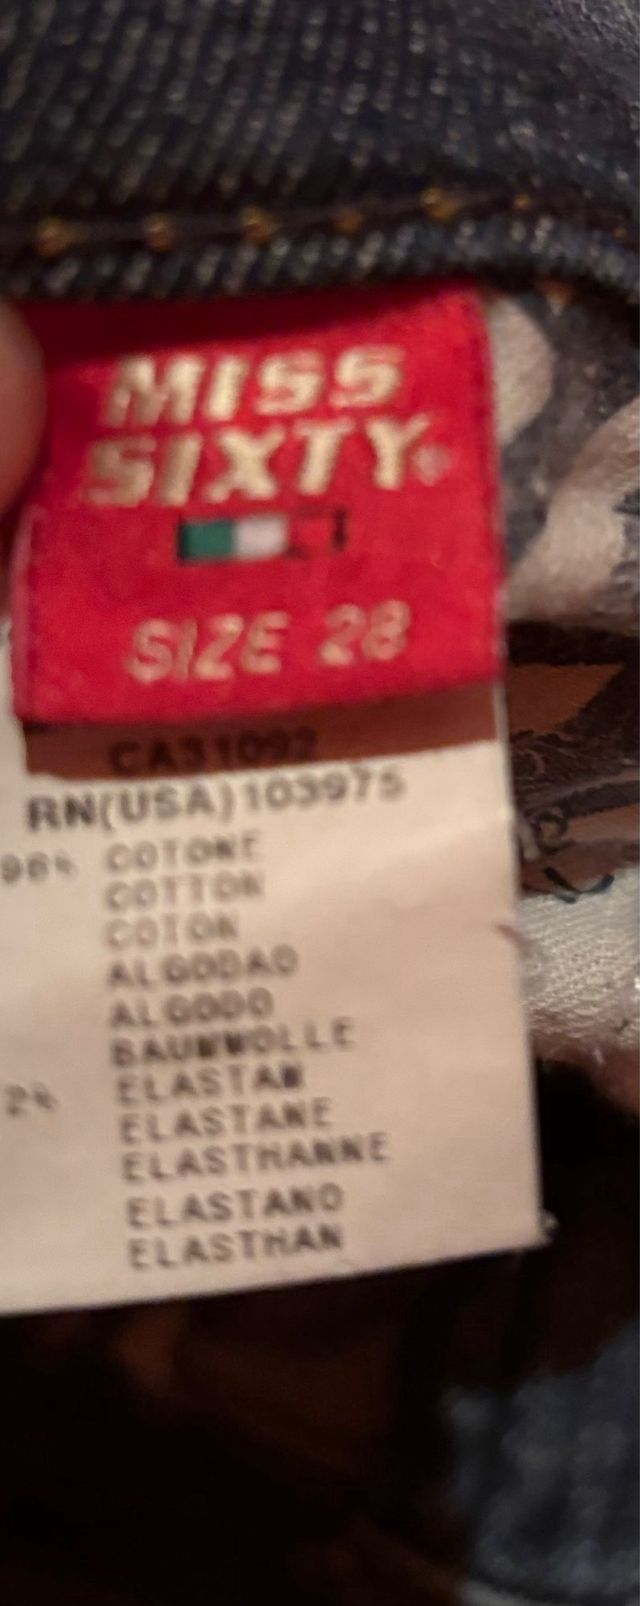 MISS
SIXTY
SIZE 28
CA31092
RN(USA)103975
98% COTONE
COTTON
COTON
ALGODAO
ALGODO
BAUMWOLLE
2% ELASTAN
ELASTANE
ELASTHANNE
ELASTANO
ELASTHAN